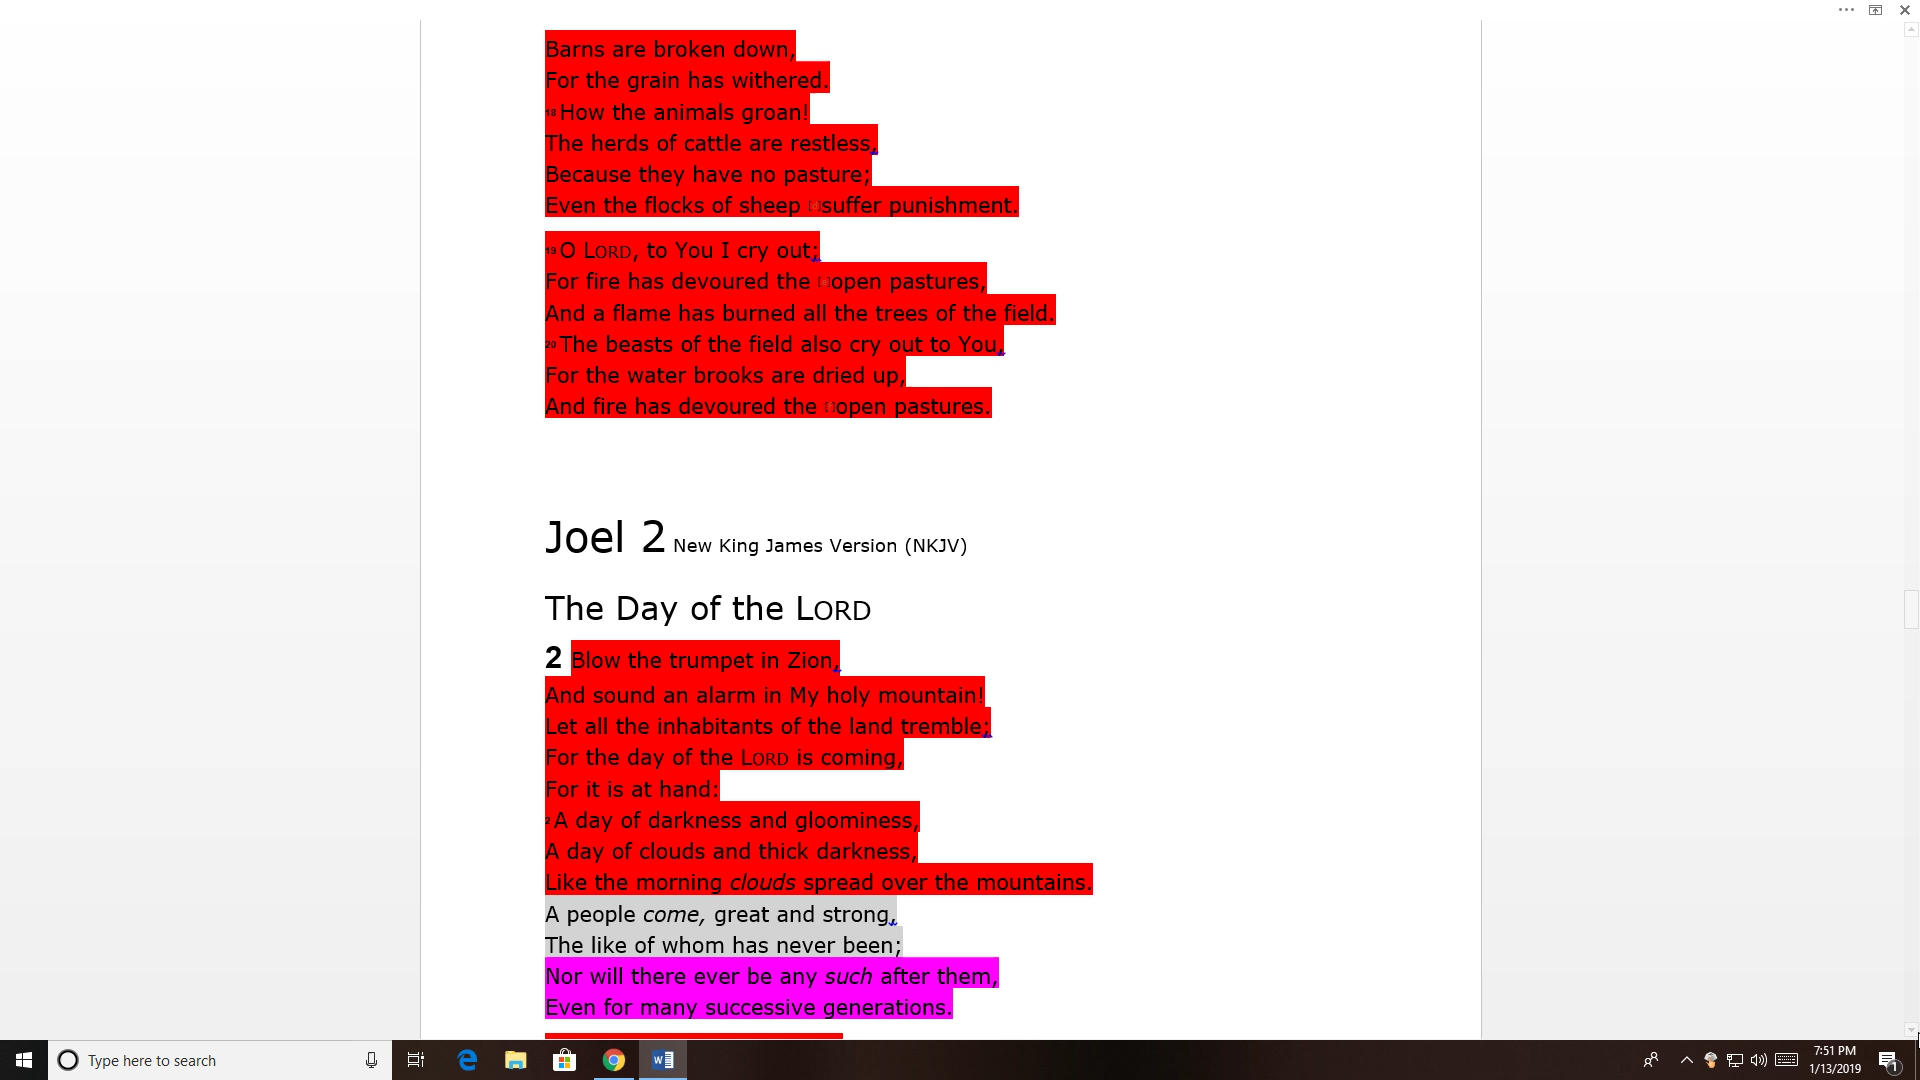 Barns are broken down,
For the grain has withered.
18 How the animals groan!
The herds of cattle are restless,
Because they have no pasture;
Even the flocks of sheep [d]suffer punishment.
19 O LORD, to You I cry out;
For fire has devoured the [e]open pastures,
And a flame has burned all the trees of the field.
20 The beasts of the field also cry out to You,
For the water brooks are dried up,
And fire has devoured the [f]open pastures.
Joel 2 New King James Version (NKJV)
The Day of the LORD
2 Blow the trumpet in Zion,
And sound an alarm in My holy mountain!
Let all the inhabitants of the land tremble;
For the day of the LORD is coming,
For it is at hand:
2 A day of darkness and gloominess,
A day of clouds and thick darkness,
Like the morning clouds spread over the mountains.
A people come, great and strong,
The like of whom has never been;
Nor will there ever be any such after them,
Even for many successive generations.
Type here to search
7:51 PM
1/13/2019
1